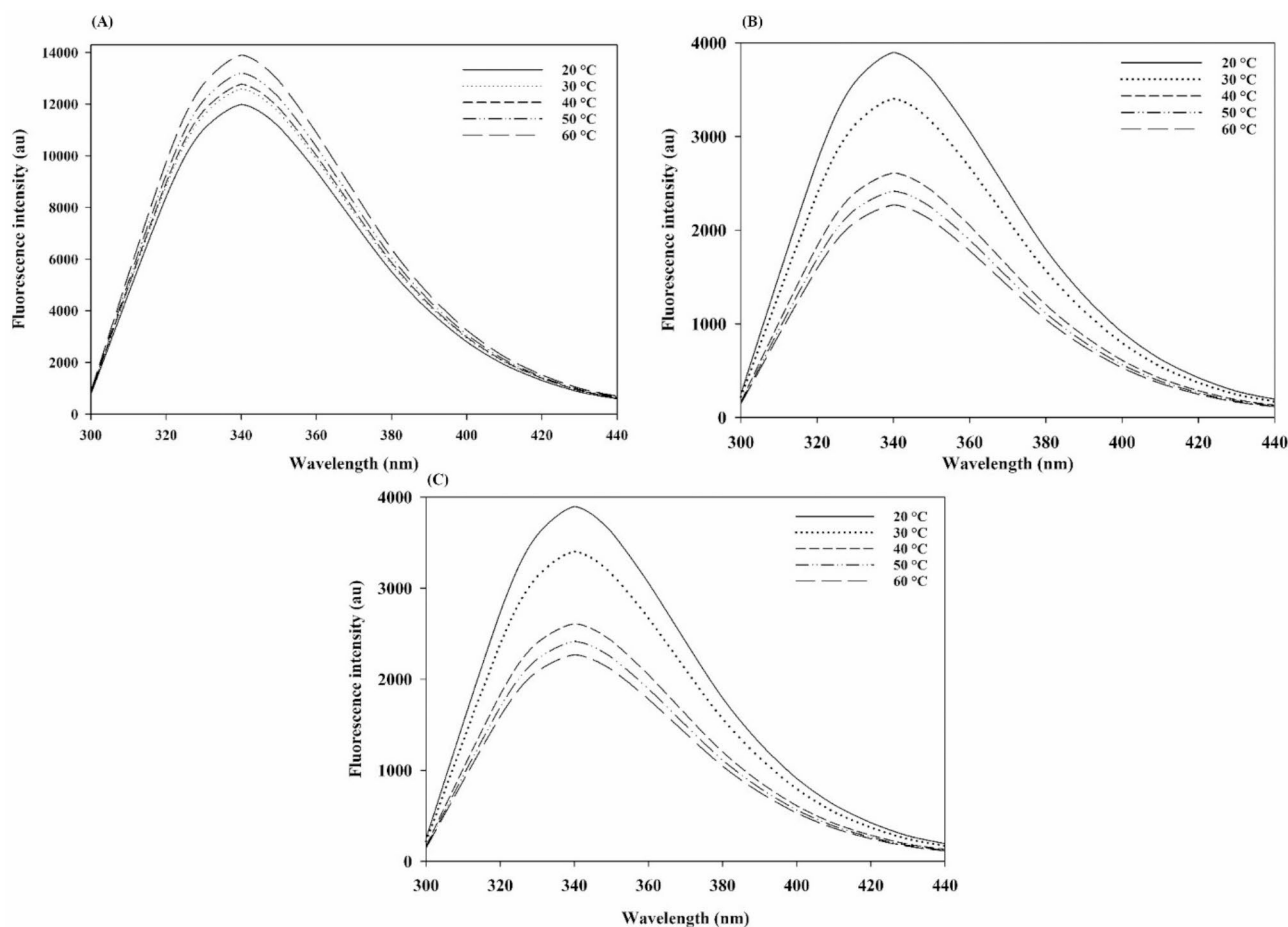 (A)
14000
12000
10000
8000
6000
4000
2000
0
Fluorescence intensity (au)
300 320 340 360 380 400 420 440
Wavelength (nm)
20 °C
30 °C
40 °C
50 °C
60 °C
(B)
4000
3000
2000
1000
0
Fluorescence intensity (au)
300 320 340 360 380 400 420 440
Wavelength (nm)
20 °C
30 °C
40 °C
50 °C
60 °C
(C)
4000
3000
2000
1000
0
Fluorescence intensity (au)
300 320 340 360 380 400 420 440
Wavelength (nm)
20 °C
30 °C
40 °C
50 °C
60 °C